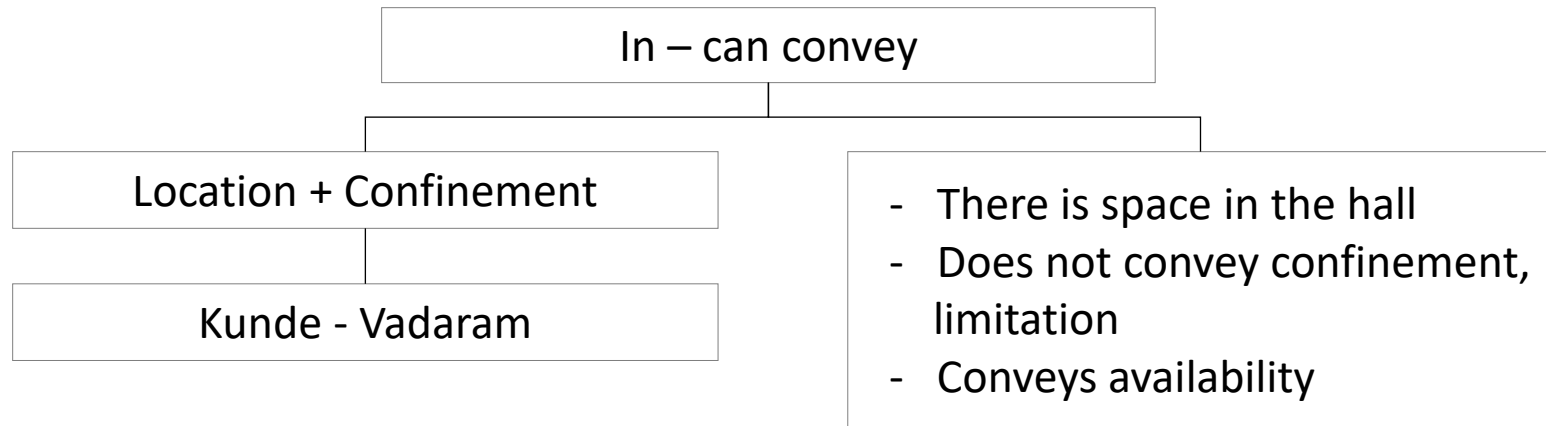 In – can convey
Location + Confinement
Kunde - Vadaram
- There is space in the hall
- Does not convey confinement,
limitation
- Conveys availability